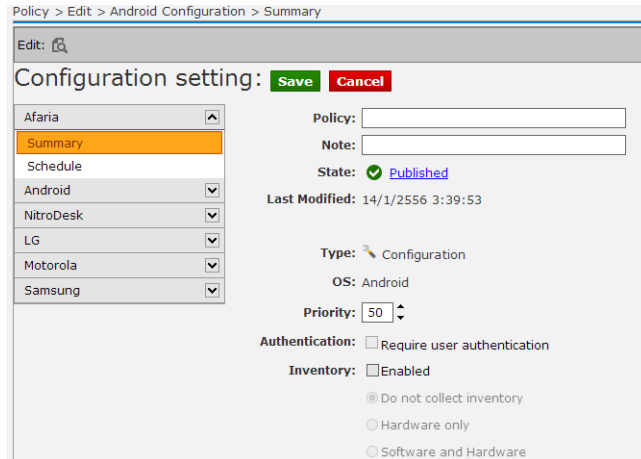 Policy > Edit > Android Configuration > Summary
Edit:
Configuration setting: Save Cancel
Afaria
Summary
Schedule
Android
NitroDesk
LG
Motorola
Samsung
Policy:
Note:
State: Published
Last Modified: 14/1/2556 3:39:53
Type: Configuration
OS: Android
Priority: 50
Authentication: Require user authentication
Inventory: Enabled
Do not collect inventory
Hardware only
Software and Hardware